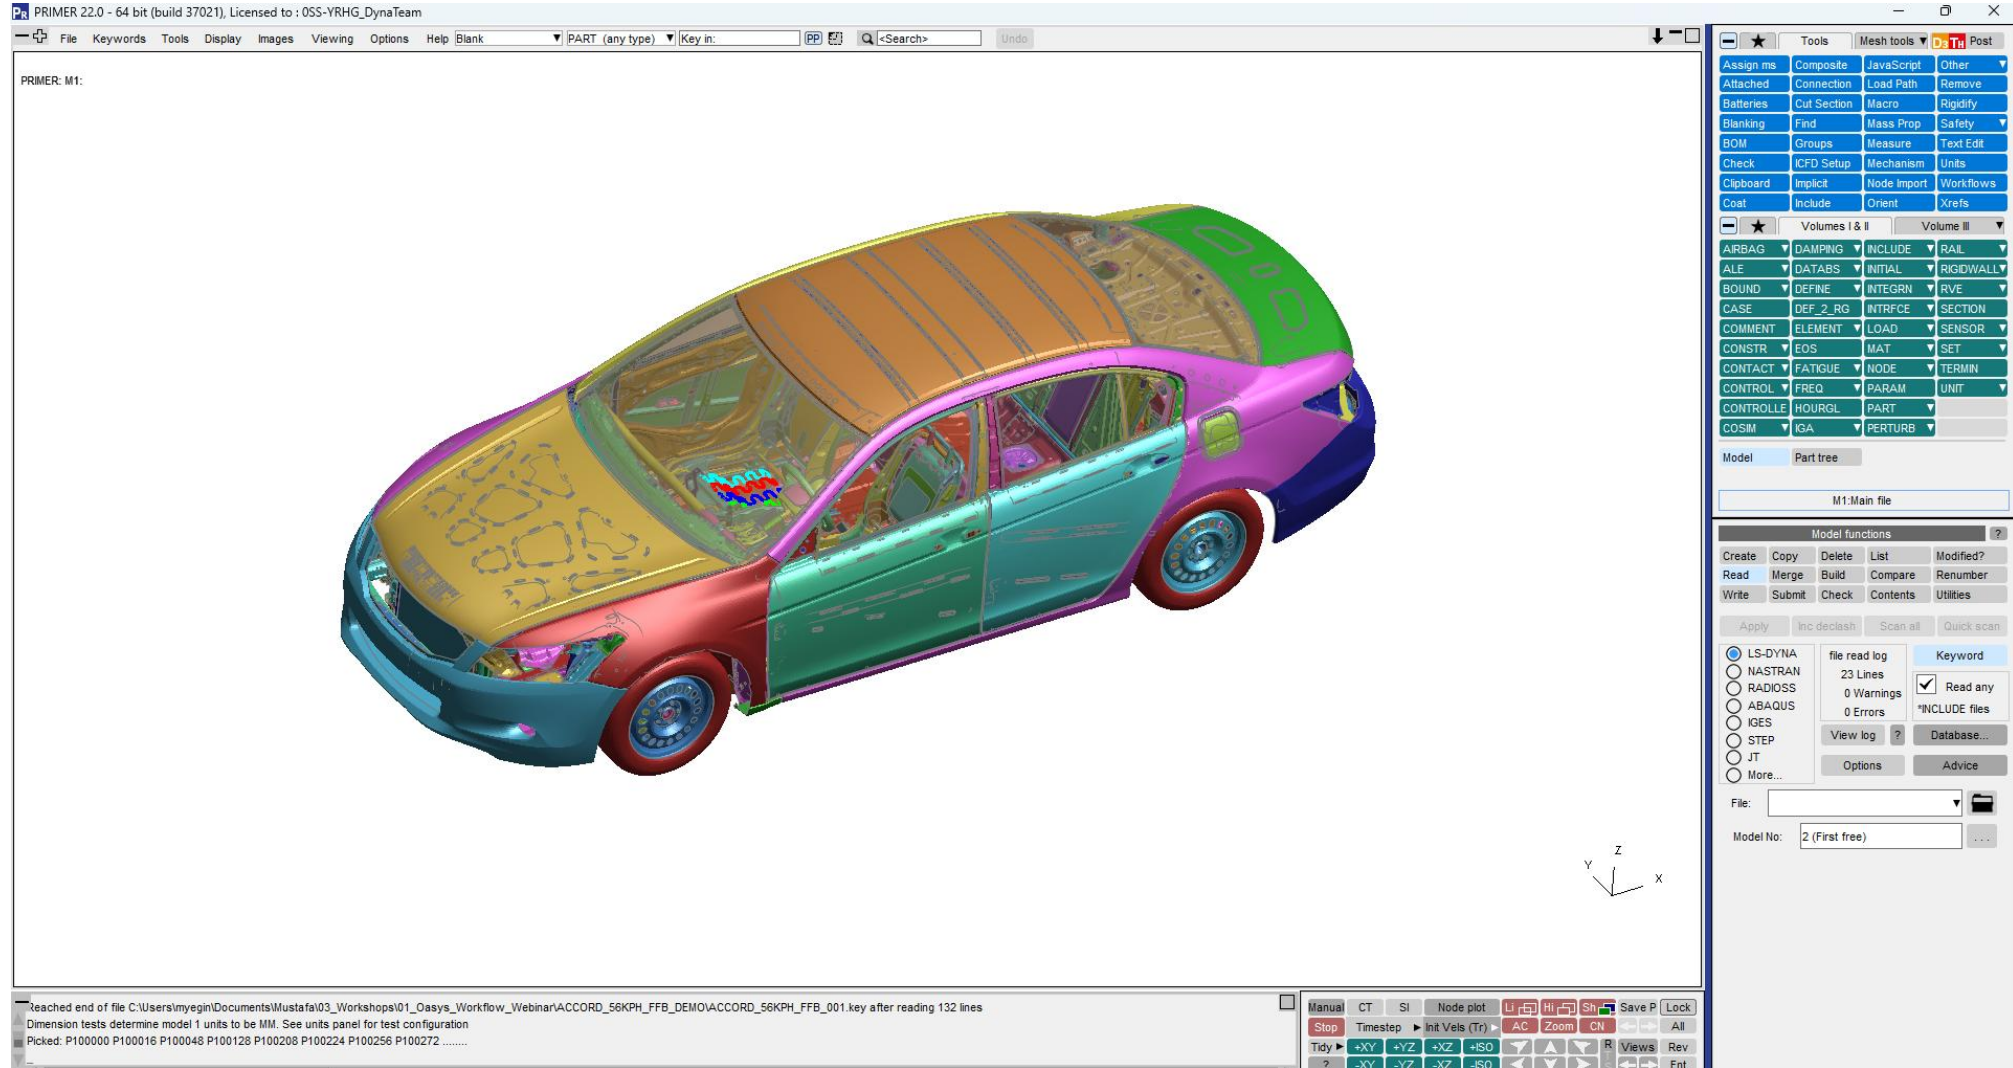 PR PRIMER 22.0 - 64 bit (build 37021), Licensed to : 0SS-YRHG_DynaTeam
File Keywords Tools Display Images Viewing Options Help Blank PART (any type) Key in: PP <Search> Undo
PRIMER: M1:
Z
Y
X
Reached end of file C:\Users\myegin\Documents\Mustafa\03_Workshops\01_Oasys_Workflow_Webinar\ACCORD_56KPH_FFB_DEMO\ACCORD_56KPH_FFB_001.key after reading 132 lines
Dimension tests determine model 1 units to be MM. See units panel for test configuration
Picked: P100000 P100016 P100048 P100128 P100208 P100224 P100256 P100272 ........
Manual CT SI Node plot Li Hi Sh Save P Lock
Stop Timestep Init Vels (Tr) AC Zoom CN All
Tidy +XY +YZ +XZ +ISO R Views Rev
? -XY -YZ -XZ -ISO Ent
Tools Mesh tools D3 TH Post
Assign ms Composite JavaScript Other
Attached Connection Load Path Remove
Batteries Cut Section Macro Rigidify
Blanking Find Mass Prop Safety
BOM Groups Measure Text Edit
Check ICFD Setup Mechanism Units
Clipboard Implicit Node Import Workflows
Coat Include Orient Xrefs
Volumes I & II Volume III
AIRBAG DAMPING INCLUDE RAIL
ALE DATABS INITIAL RIGIDWALL
BOUND DEFINE INTEGRN RVE
CASE DEF_2_RG INTRFCE SECTION
COMMENT ELEMENT LOAD SENSOR
CONSTR EOS MAT SET
CONTACT FATIGUE NODE TERMIN
CONTROL FREQ PARAM UNIT
CONTROLLE HOURGL PART
COSIM IGA PERTURB
Model Part tree
M1:Main file
Model functions ?
Create Copy Delete List Modified?
Read Merge Build Compare Renumber
Write Submit Check Contents Utilities
Apply Inc declash Scan all Quick scan
LS-DYNA file read log Keyword
NASTRAN 23 Lines
RADIOSS 0 Warnings Read any
ABAQUS 0 Errors *INCLUDE files
IGES
STEP View log ? Database...
JT
More... Options Advice
File:
Model No: 2 (First free) ...